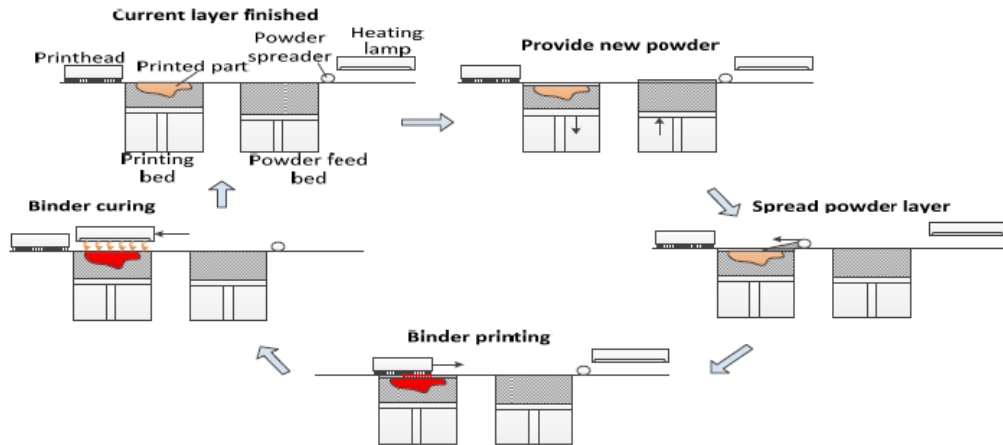 Current layer finished
Printhead
Printed part
Powder
spreader
Heating
lamp
Printing
bed
Powder feed
bed
Provide new powder
Spread powder layer
Binder printing
Binder curing